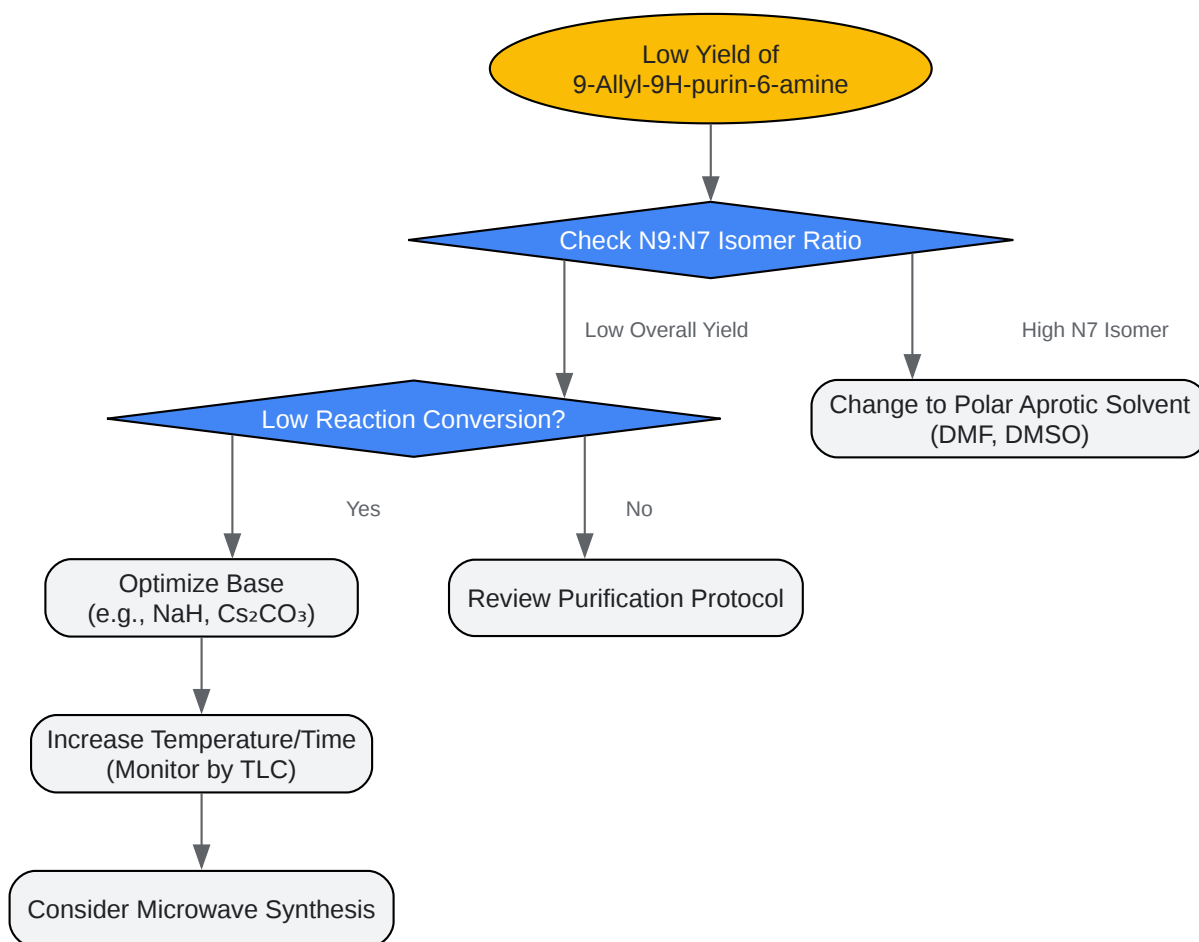 Low Yield of
9-Allyl-9H-purin-6-amine
Check N9:N7 Isomer Ratio
Low Overall Yield
High N7 Isomer
Low Reaction Conversion?
Change to Polar Aprotic Solvent
(DMF, DMSO)
Yes
No
Optimize Base
(e.g., NaH, Cs₂CO₃)
Review Purification Protocol
Increase Temperature/Time
(Monitor by TLC)
Consider Microwave Synthesis